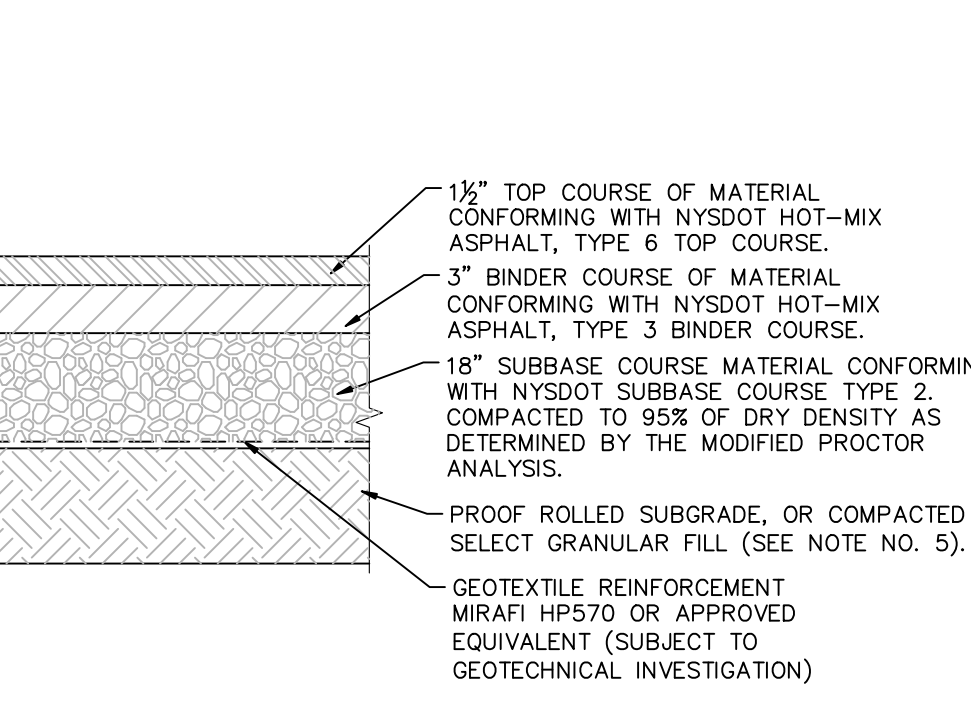 1½" TOP COURSE OF MATERIAL
CONFORMING WITH NYSDOT HOT-MIX
ASPHALT, TYPE 6 TOP COURSE.
3" BINDER COURSE OF MATERIAL
CONFORMING WITH NYSDOT HOT-MIX
ASPHALT, TYPE 3 BINDER COURSE.
18" SUBBASE COURSE MATERIAL CONFORMIN
WITH NYSDOT SUBBASE COURSE TYPE 2.
COMPACTED TO 95% OF DRY DENSITY AS
DETERMINED BY THE MODIFIED PROCTOR
ANALYSIS.
PROOF ROLLED SUBGRADE, OR COMPACTED
SELECT GRANULAR FILL (SEE NOTE NO. 5).
GEOTEXTILE REINFORCEMENT
MIRAFI HP570 OR APPROVED
EQUIVALENT (SUBJECT TO
GEOTECHNICAL INVESTIGATION)